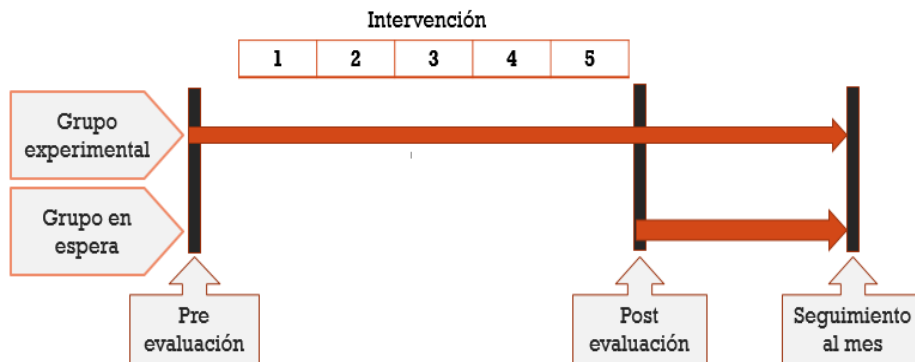 Intervención
1 2 3 4 5
Grupo
experimental
Grupo en
espera
Pre
evaluación
Post
evaluación
Seguimiento
al mes